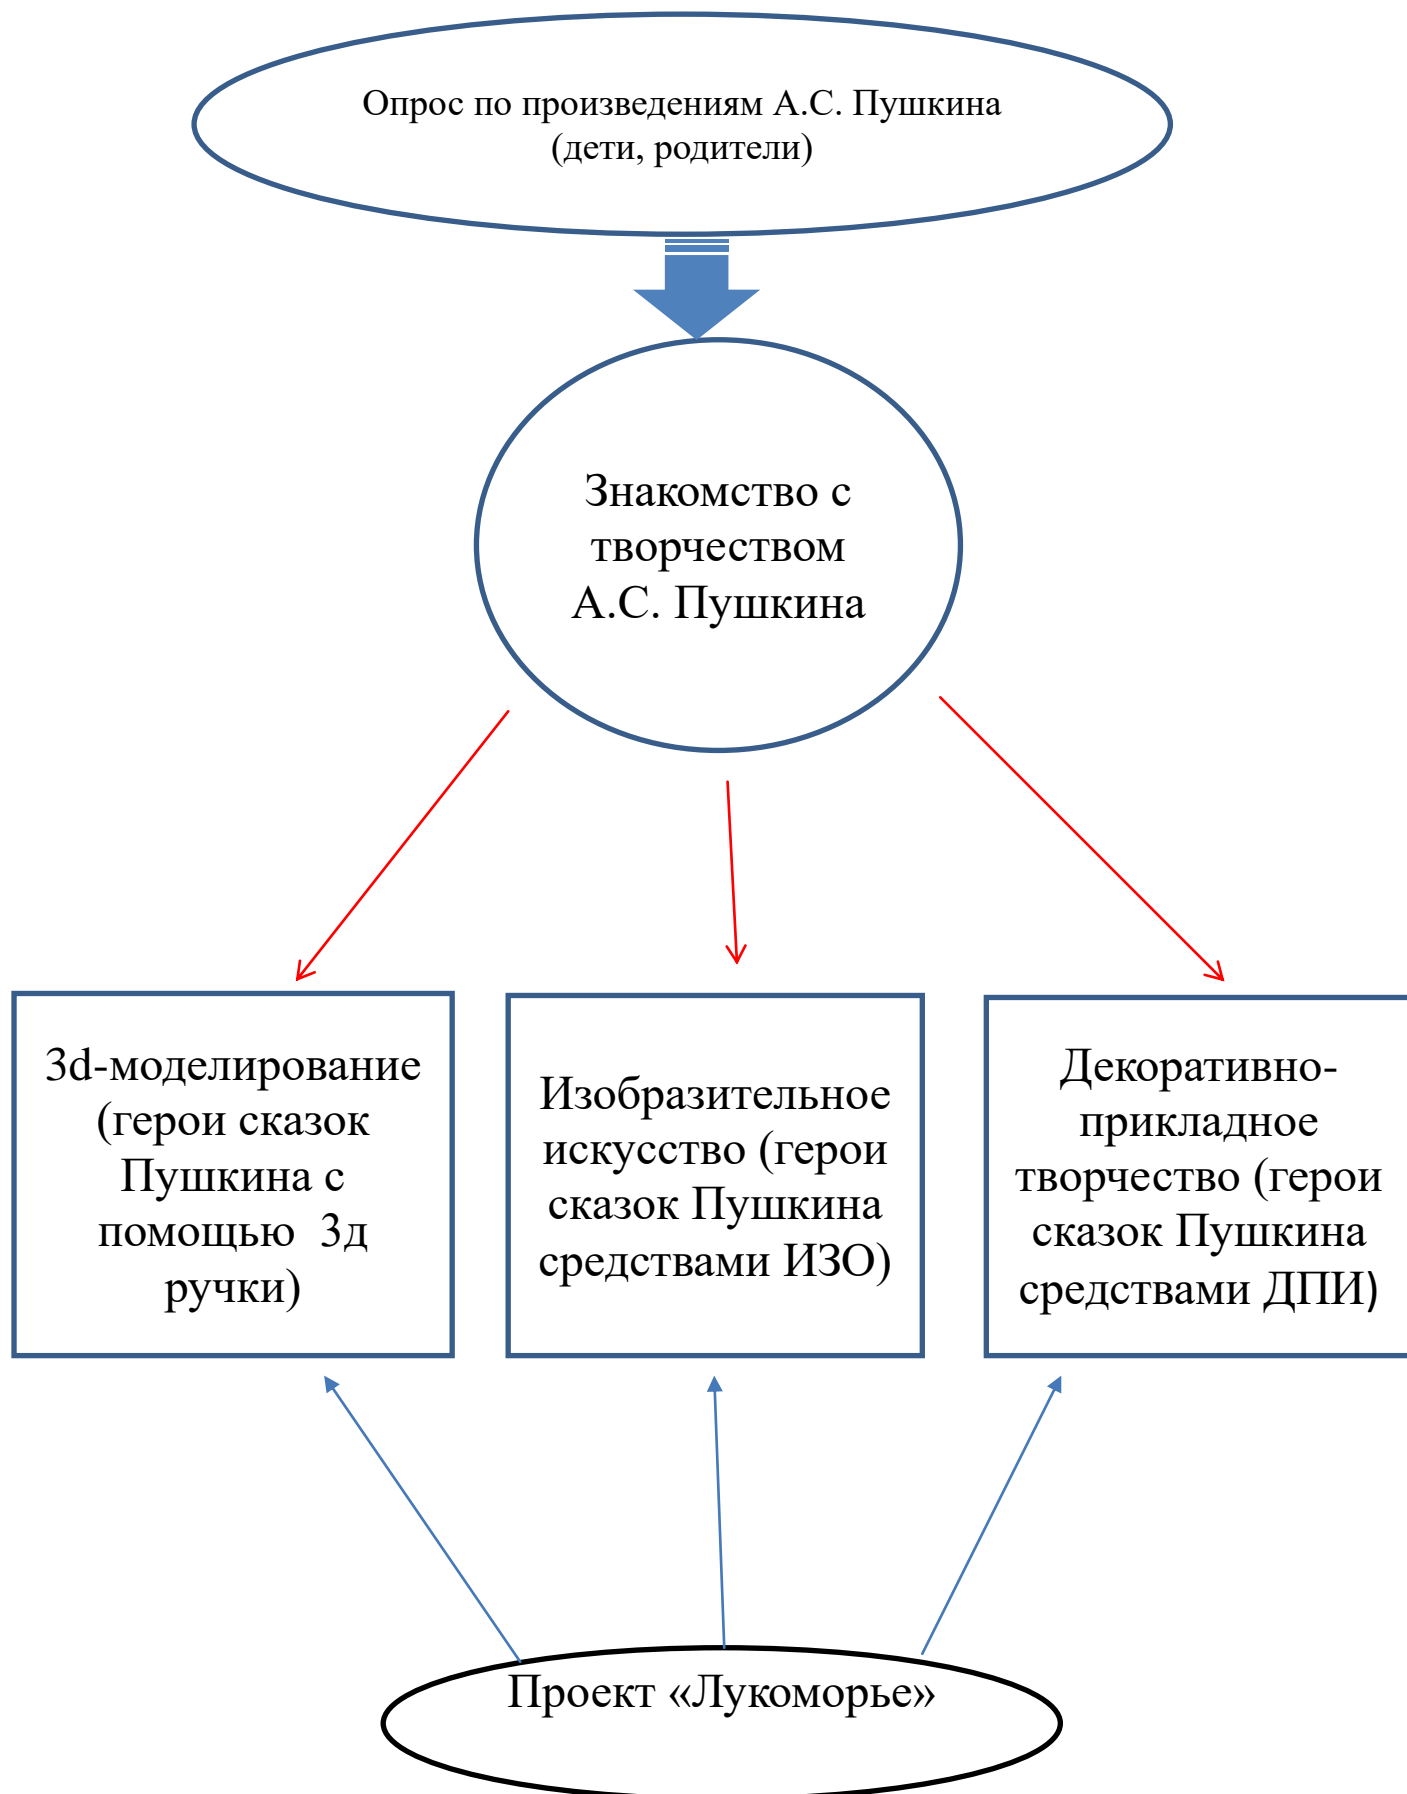 Опрос по произведениям А.С. Пушкина
(дети, родители)
Знакомство с
творчеством
А.С. Пушкина
3d-моделирование
(герои сказок
Пушкина с
помощью  3д
ручки)
Изобразительное
искусство (герои
сказок Пушкина
средствами ИЗО)
Декоративно-
прикладное
творчество (герои
сказок Пушкина
средствами ДПИ)
Проект «Лукоморье»